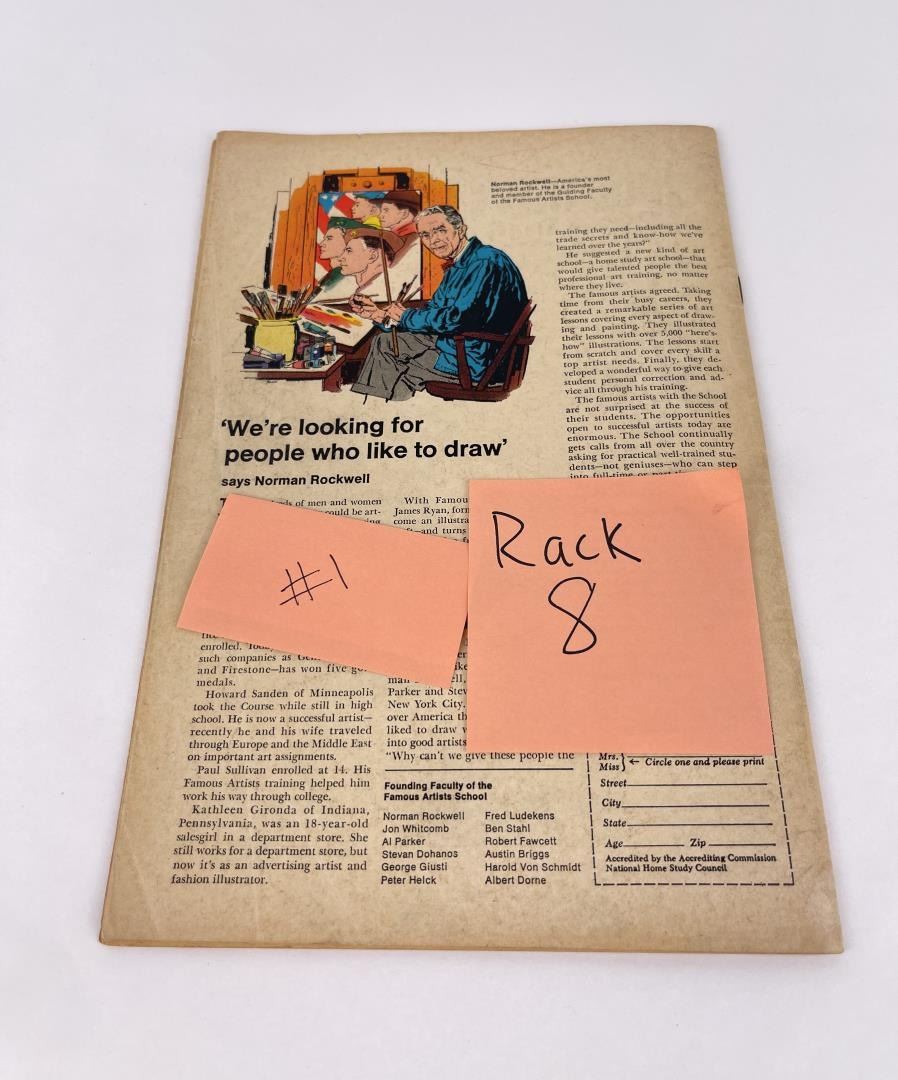 Norman Rockwell—America's most
beloved artist. He is a founder
and member of the Guiding Faculty
of the Famous Artists School.
'We're looking for
people who like to draw'
says Norman Rockwell
of men and women
could be art-
enrolled.
such companies as
and Firestone—has won five
medals.
Howard Sanden of Minneapolis
took the Course while still in high
school. He is now a successful artist—
recently he and his wife traveled
through Europe and the Middle East
on important art assignments.
Paul Sullivan enrolled at 14. His
Famous Artists training helped him
work his way through college.
Kathleen Gironda of Indiana,
Pennsylvania, was an 18-year-old
salesgirl in a department store. She
still works for a department store, but
now it's as an advertising artist and
fashion illustrator.
#1
With
James Ryan,
come an
and turns
Parker and
New York City.
over America
liked to draw
into good artists
"Why can't we give these people the
training they need—including all the
trade secrets and know-how we've
learned over the years?"
He suggested a new kind of art
school—a home study art school—that
would give talented people the best
professional art training, no matter
where they live.
The famous artists agreed. Taking
time from their busy careers, they
created a remarkable series of art
lessons covering every aspect of draw-
ing and painting. They illustrated
their lessons with over 5,000 "here's-
how" illustrations. The lessons start
from scratch and cover every skill a
top artist needs. Finally, they de-
veloped a wonderful way to give each
student personal correction and ad-
vice all through his training.
The famous artists with the School
are not surprised at the success of
their students. The opportunities
open to successful artists today are
enormous. The School continually
gets calls from all over the country
asking for practical well-trained stu-
dents—not geniuses—who can step
into full-time or
Rack
8
Founding Faculty of the
Famous Artists School
Norman Rockwell
Jon Whitcomb
Al Parker
Stevan Dohanos
George Giusti
Peter Helck
Fred Ludekens
Ben Stahl
Robert Fawcett
Austin Briggs
Harold Von Schmidt
Albert Dorne
Mrs.
Miss ← Circle one and please print
Street
City
State
Age Zip
Accredited by the Accrediting Commission
National Home Study Council